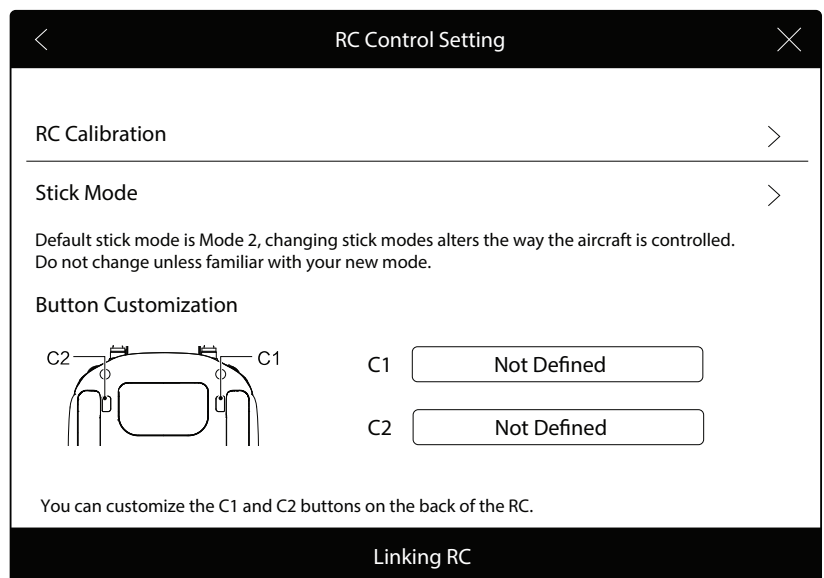 RC Control Setting
RC Calibration
Stick Mode
Default stick mode is Mode 2, changing stick modes alters the way the aircraft is controlled.
Do not change unless familiar with your new mode.
Button Customization
C2 C1
C1 Not Defined
C2 Not Defined
You can customize the C1 and C2 buttons on the back of the RC.
Linking RC